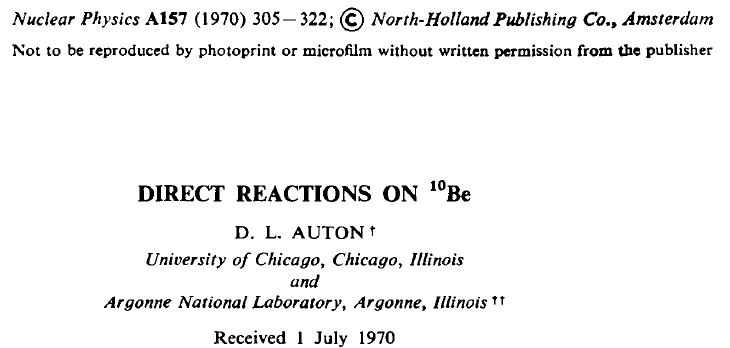 Nuclear Physics A157 (1970) 305–322; © North-Holland Publishing Co., Amsterdam
Not to be reproduced by photoprint or microfilm without written permission from the publisher
DIRECT REACTIONS ON ¹⁰Be
D. L. AUTON †
University of Chicago, Chicago, Illinois
and
Argonne National Laboratory, Argonne, Illinois ††
Received 1 July 1970